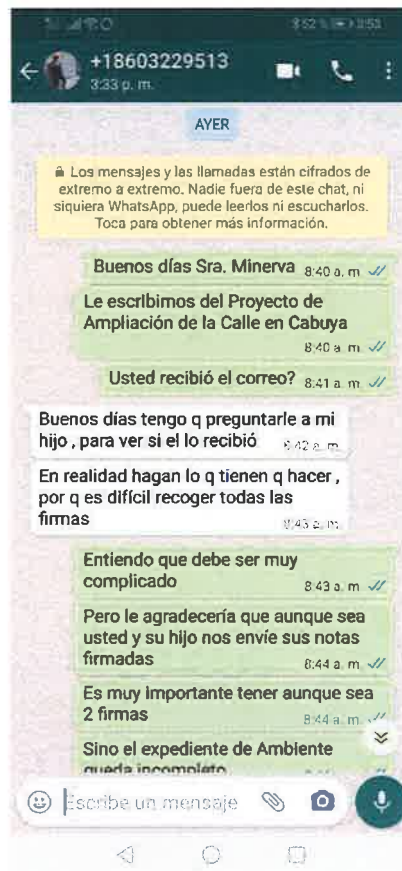 8:53
+18603229513
3:33 p. m.
AYER
Los mensajes y las llamadas están cifrados de
extremo a extremo. Nadie fuera de este chat, ni
siquiera WhatsApp, puede leerlos ni escucharlos.
Toca para obtener más información.
Buenos días Sra. Minerva 8:40 a. m.
Le escribimos del Proyecto de
Ampliación de la Calle en Cabuya
8:40 a. m.
Usted recibió el correo? 8:41 a. m.
Buenos días tengo q preguntarle a mi
hijo , para ver si el lo recibió 8:42 a. m.
En realidad hagan lo q tienen q hacer ,
por q es difícil recoger todas las
firmas 8:43 a. m.
Entiendo que debe ser muy
complicado 8:43 a. m.
Pero le agradecería que aunque sea
usted y su hijo nos envíe sus notas
firmadas 8:44 a. m.
Es muy importante tener aunque sea
2 firmas 8:44 a. m.
Sino el expediente de Ambiente
queda incompleto
Escribe un mensaje